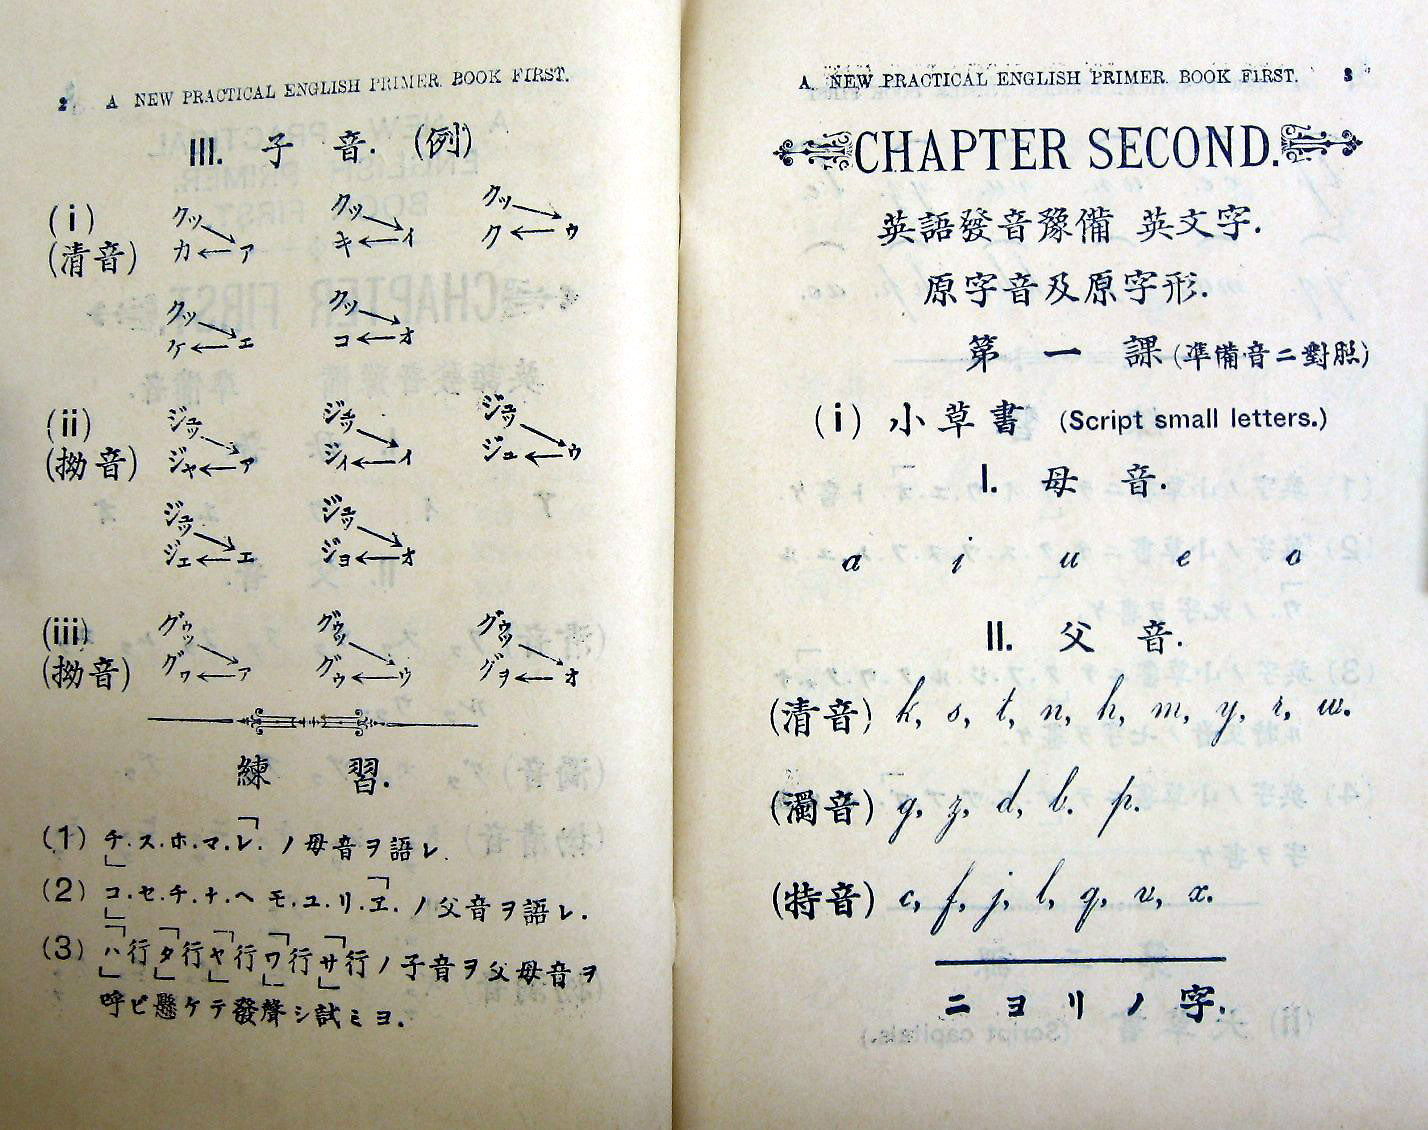 2 A NEW PRACTICAL ENGLISH PRIMER. BOOK FIRST.
III. 子 音. (例)
(i) クッ クッ クッ
(清音) カ ← ア キ ← イ ク ← ウ
クッ クッ
ケ ← エ コ ← オ
(ii) ジュッ ジュッ ジュッ
(拗音) ジャ ← ア ジィ ← イ ジュ ← ウ
ジュッ ジュッ
ジェ ← エ ジョ ← オ
(iii) グゥッ グゥッ グゥッ
(拗音) グヮ ← ア グゥ ← ウ グヲ ← オ
練 習.
(1) 「チ.ス.ホ.マ.レ.」ノ母音ヲ語レ.
(2) 「コ.セ.チ.ナ.ヘ モ.ユ.リ.ヱ.」ノ父音ヲ語レ.
(3) 「ハ」行「タ」行「ヤ」行「ワ」行「サ」行ノ子音ヲ父母音ヲ
呼ビ懸ケテ發聲シ試ミヨ.
A NEW PRACTICAL ENGLISH PRIMER. BOOK FIRST. 3
CHAPTER SECOND.
英語發音豫備 英文字.
原字音及原字形.
第 一 課 (準備音ニ對照)
(i) 小草書 (Script small letters.)
I. 母 音.
a i u e o
II. 父 音.
(清音) k, s, t, n, h, m, y, r, w.
(濁音) g, z, d, b. p.
(特音) c, f, j, l, q, v, x.
ニ ヨ リ ノ 字.